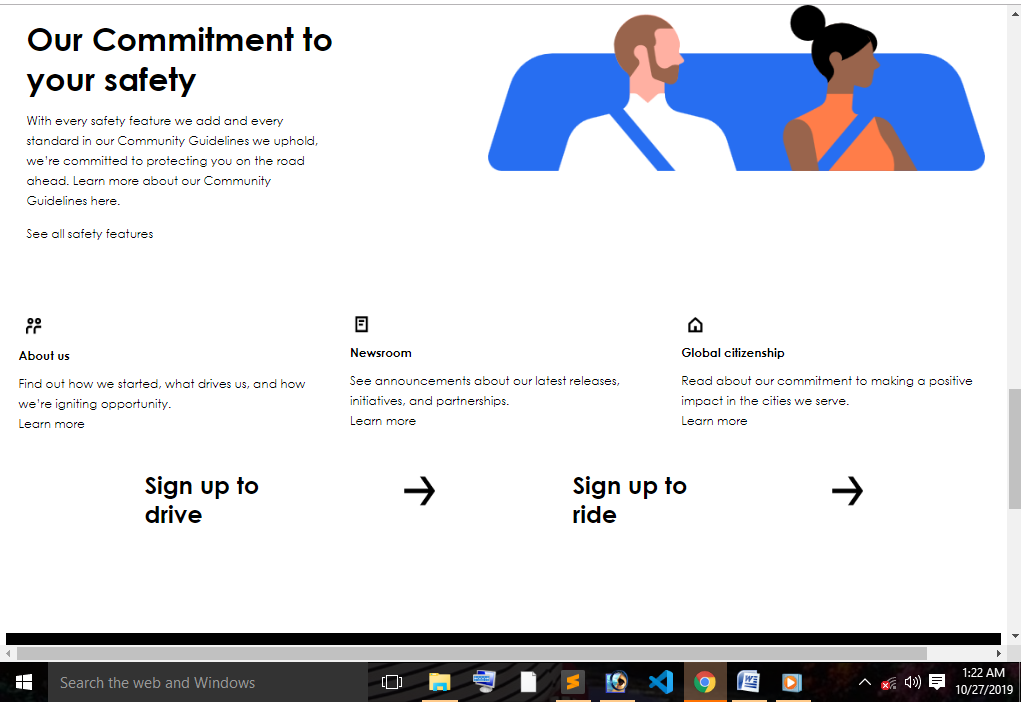 Our Commitment to
your safety
With every safety feature we add and every
standard in our Community Guidelines we uphold,
we're committed to protecting you on the road
ahead. Learn more about our Community
Guidelines here.
See all safety features
About us
Find out how we started, what drives us, and how
we're igniting opportunity.
Learn more
Newsroom
See announcements about our latest releases,
initiatives, and partnerships.
Learn more
Global citizenship
Read about our commitment to making a positive
impact in the cities we serve.
Learn more
Sign up to
drive
Sign up to
ride
Search the web and Windows
1:22 AM
10/27/2019